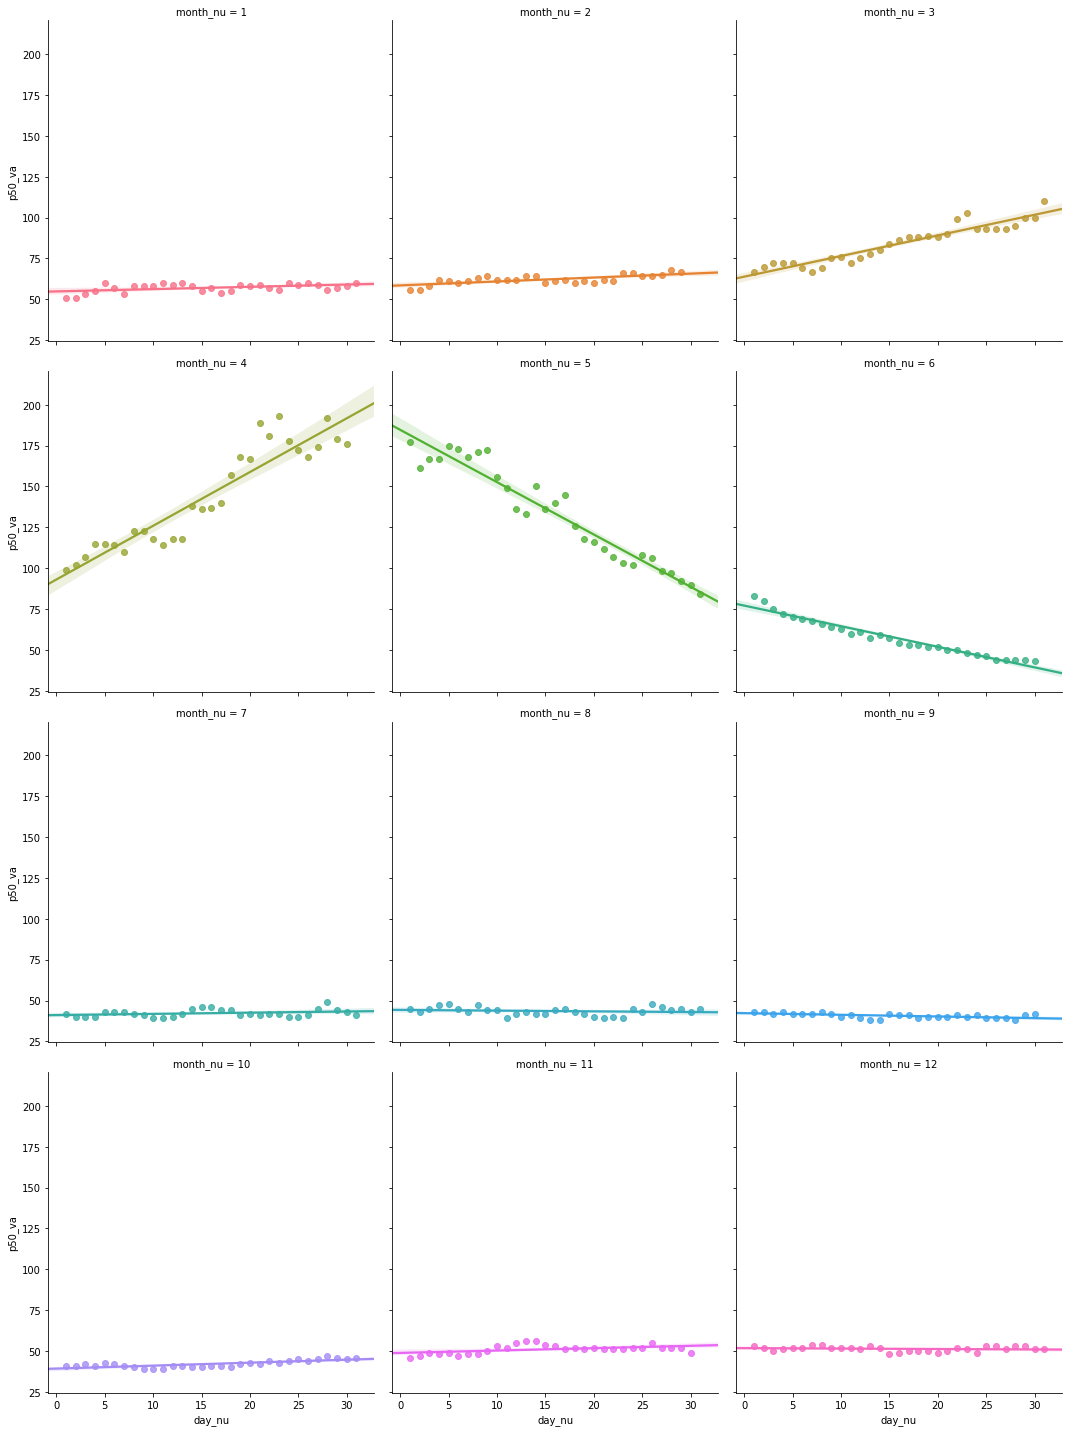 month_nu = 1
month_nu = 2
month_nu = 3
200
175
150
125
100
75
50
25
p50_va
month_nu = 4
month_nu = 5
month_nu = 6
200
175
150
125
100
75
50
25
p50_va
month_nu = 7
month_nu = 8
month_nu = 9
200
175
150
125
100
75
50
25
p50_va
month_nu = 10
month_nu = 11
month_nu = 12
200
175
150
125
100
75
50
25
p50_va
0 5 10 15 20 25 30
day_nu
0 5 10 15 20 25 30
day_nu
0 5 10 15 20 25 30
day_nu